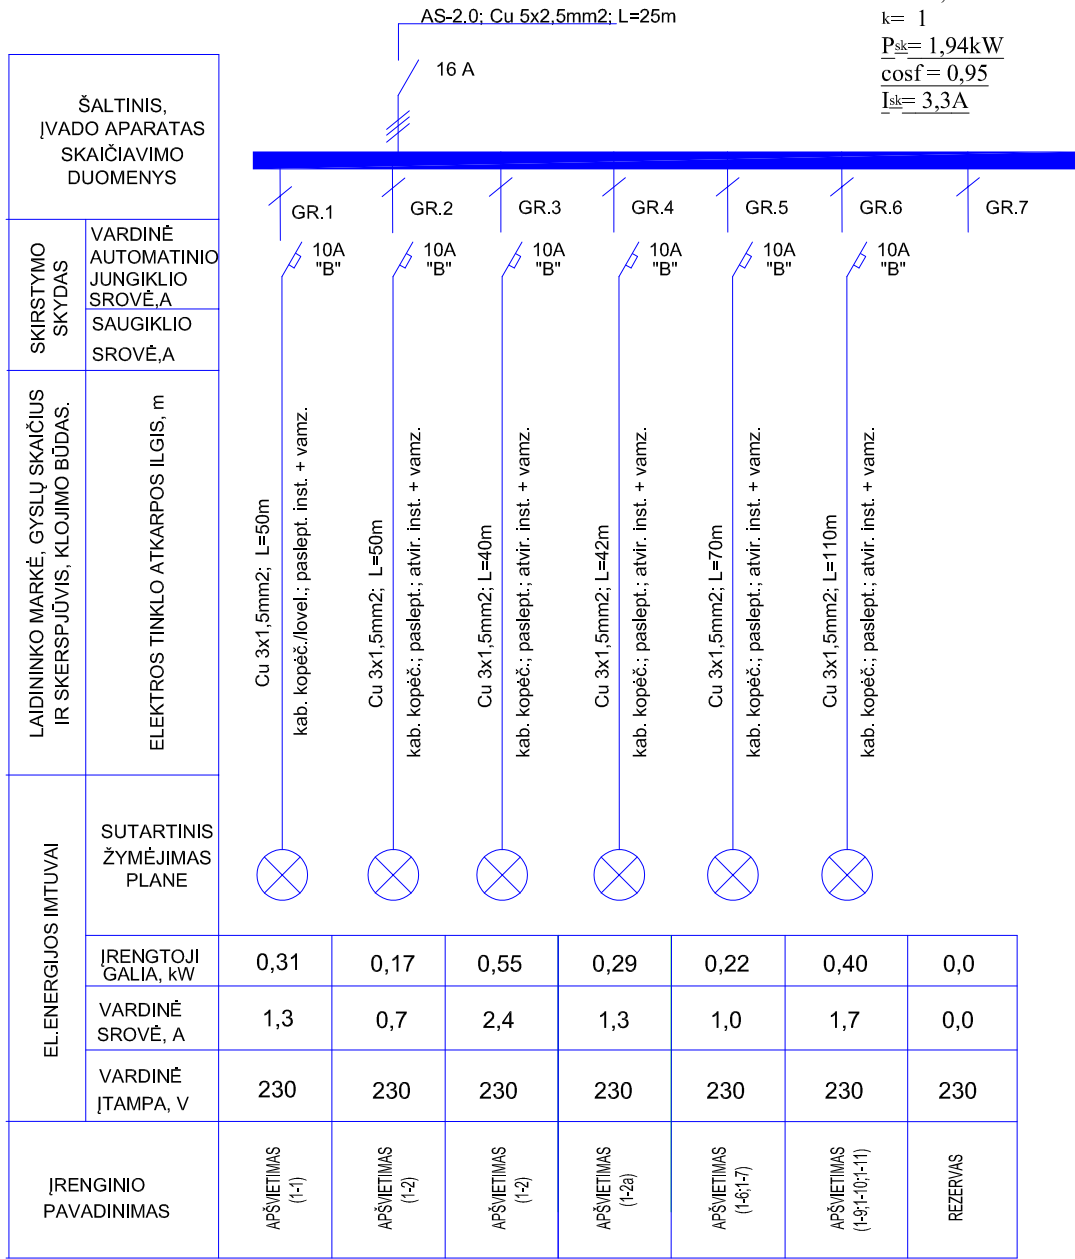 AS-2.0; Cu 5x2,5mm2; L=25m
16 A
k= 1
Psk= 1,94kW
cosf = 0,95
Isk= 3,3A
ŠALTINIS,
ĮVADO APARATAS
SKAIČIAVIMO
DUOMENYS
GR.1
GR.2
GR.3
GR.4
GR.5
GR.6
GR.7
SKIRSTYMO
SKYDAS
VARDINĖ
AUTOMATINIO
JUNGIKLIO
SROVĖ,A
10A
"B"
10A
"B"
10A
"B"
10A
"B"
10A
"B"
10A
"B"
SAUGIKLIO
SROVĖ,A
LAIDININKO MARKĖ, GYSLŲ SKAIČIUS
IR SKERSPJŪVIS, KLOJIMO BŪDAS.
ELEKTROS TINKLO ATKARPOS ILGIS, m
Cu 3x1,5mm2; L=50m
kab. kopėč./lovel.; paslept. inst. + vamz.
Cu 3x1,5mm2; L=50m
kab. kopėč.; paslept.; atvir. inst. + vamz.
Cu 3x1,5mm2; L=40m
kab. kopėč.; paslept.; atvir. inst. + vamz.
Cu 3x1,5mm2; L=42m
kab. kopėč.; paslept.; atvir. inst. + vamz.
Cu 3x1,5mm2; L=70m
kab. kopėč.; paslept.; atvir. inst. + vamz.
Cu 3x1,5mm2; L=110m
kab. kopėč.; paslept.; atvir. inst. + vamz.
EL.ENERGIJOS IMTUVAI
SUTARTINIS
ŽYMĖJIMAS
PLANE
ĮRENGTOJI
GALIA, kW
0,31
0,17
0,55
0,29
0,22
0,40
0,0
VARDINĖ
SROVĖ, A
1,3
0,7
2,4
1,3
1,0
1,7
0,0
VARDINĖ
ĮTAMPA, V
230
230
230
230
230
230
230
ĮRENGINIO
PAVADINIMAS
APŠVIETIMAS
(1-1)
APŠVIETIMAS
(1-2)
APŠVIETIMAS
(1-2)
APŠVIETIMAS
(1-2a)
APŠVIETIMAS
(1-6;1-7)
APŠVIETIMAS
(1-9;1-10;1-11)
REZERVAS